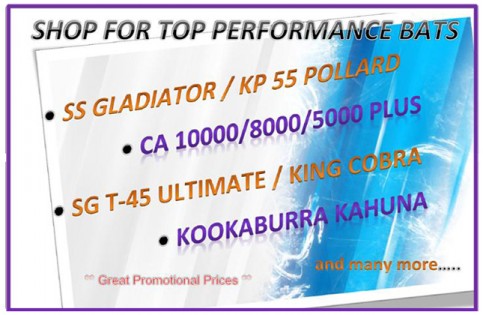 SHOP FOR TOP PERFORMANCE BATS
• SS GLADIATOR / KP 55 POLLARD
• CA 10000/8000/5000 PLUS
• SG T-45 ULTIMATE / KING COBRA
• KOOKABURRA KAHUNA
and many more.....
"" Great Promotional Prices ""